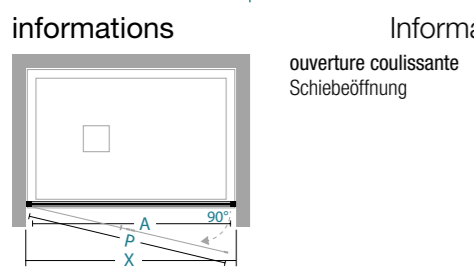 informations
Informa
ouverture coulissante
Schiebeöffnung
90°
A
P
X